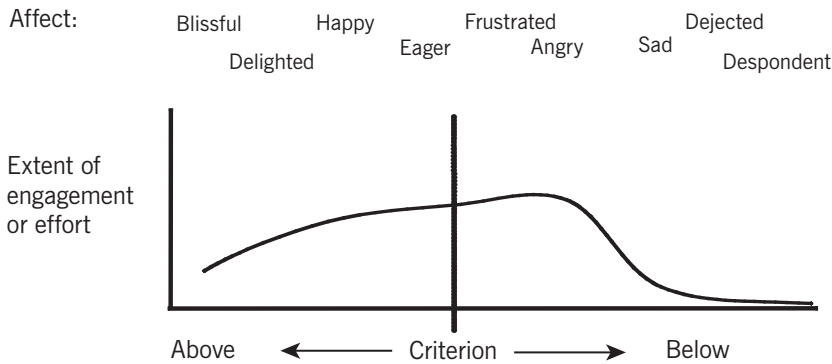 Affect:
Blissful
Happy
Frustrated
Dejected
Delighted
Eager
Angry
Sad
Despondent
Extent of
engagement
or effort
Above
Criterion
Below